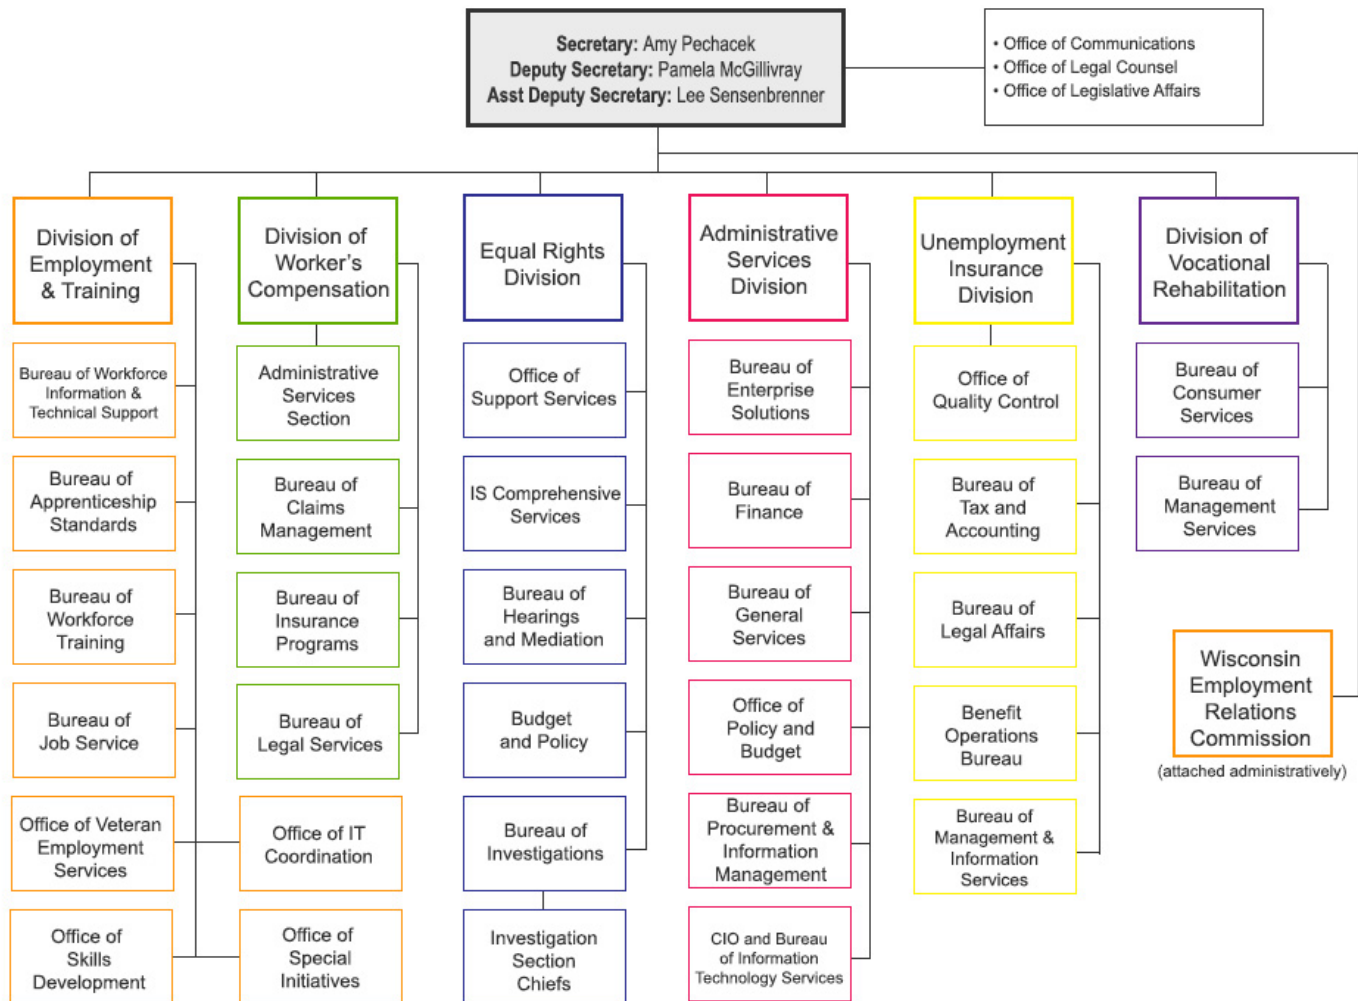 Secretary: Amy Pechacek
Deputy Secretary: Pamela McGillivray
Asst Deputy Secretary: Lee Sensenbrenner
• Office of Communications
• Office of Legal Counsel
• Office of Legislative Affairs
Division of
Employment
& Training
Bureau of Workforce
Information &
Technical Support
Bureau of
Apprenticeship
Standards
Bureau of
Workforce
Training
Bureau of
Job Service
Office of Veteran
Employment
Services
Office of
Skills
Development
Division of
Worker's
Compensation
Administrative
Services
Section
Bureau of
Claims
Management
Bureau of
Insurance
Programs
Bureau of
Legal Services
Office of IT
Coordination
Office of
Special
Initiatives
Equal Rights
Division
Office of
Support Services
IS Comprehensive
Services
Bureau of
Hearings
and Mediation
Budget
and Policy
Bureau of
Investigations
Investigation
Section
Chiefs
Administrative
Services
Division
Bureau of
Enterprise
Solutions
Bureau of
Finance
Bureau of
General
Services
Office of
Policy and
Budget
Bureau of
Procurement &
Information
Management
CIO and Bureau
of Information
Technology Services
Unemployment
Insurance
Division
Office of
Quality Control
Bureau of
Tax and
Accounting
Bureau of
Legal Affairs
Benefit
Operations
Bureau
Bureau of
Management &
Information
Services
Division of
Vocational
Rehabilitation
Bureau of
Consumer
Services
Bureau of
Management
Services
Wisconsin
Employment
Relations
Commission
(attached administratively)